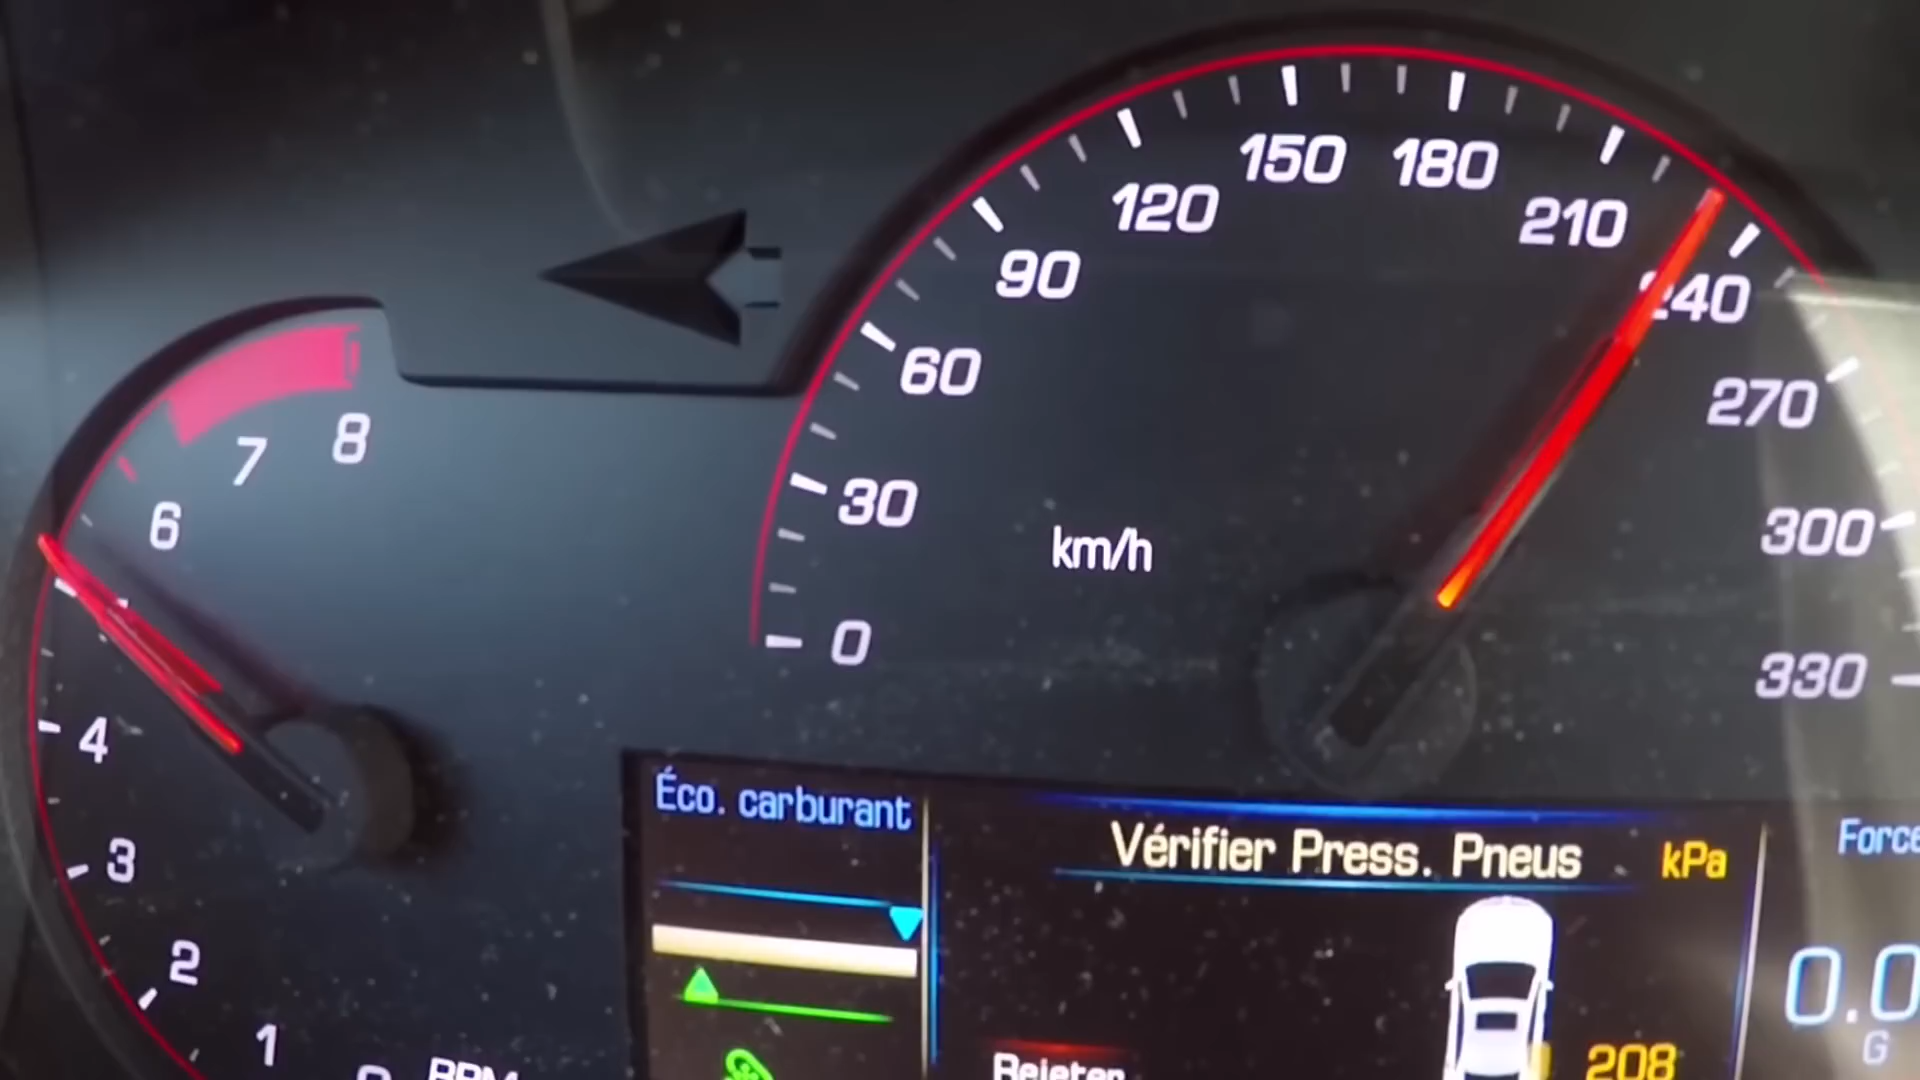 150 180
120 210
90 240
60 270
30 300
km/h
0 330
8
7
6
4
3
2
1
Éco. carburant
Vérifier Press. Pneus kPa
Force
0.0
G
Rejeter
208
RPM